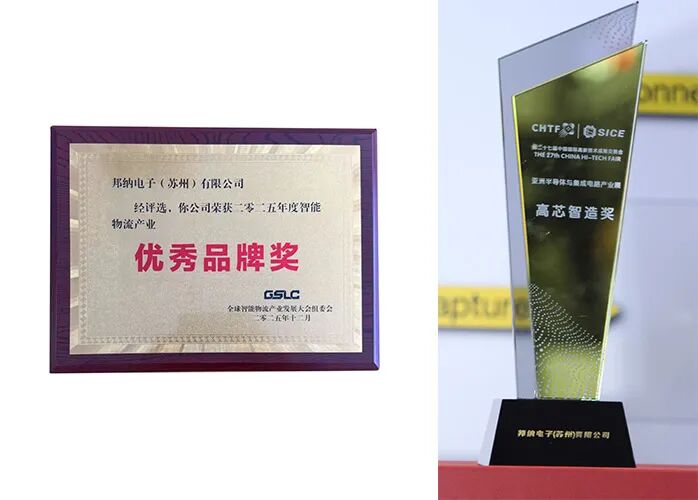 邦纳电子（苏州）有限公司
经评选，你公司荣获二零二五年度智能
物流产业
优秀品牌奖
GSLC
全球智能物流产业发展大会组委会
二零二五年十二月
CHTF SICE
第二十七届中国国际高新技术成果交易会
THE 27th CHINA HI-TECH FAIR
亚洲半导体与集成电路产业展
高芯智造奖
邦纳电子(苏州)有限公司
onne
apture